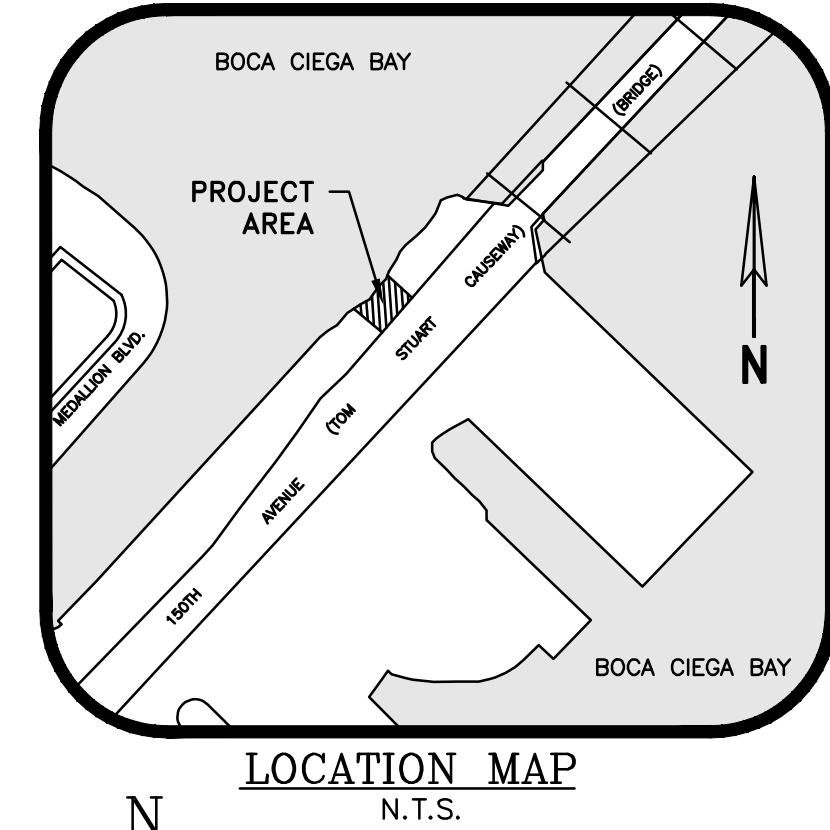 BOCA CIEGA BAY
(BRIDGE)
PROJECT
AREA
CAUSEWAY)
STUART
(TOM
AVENUE
150TH
MEDALLION BLVD.
N
BOCA CIEGA BAY
LOCATION MAP
N.T.S.
N